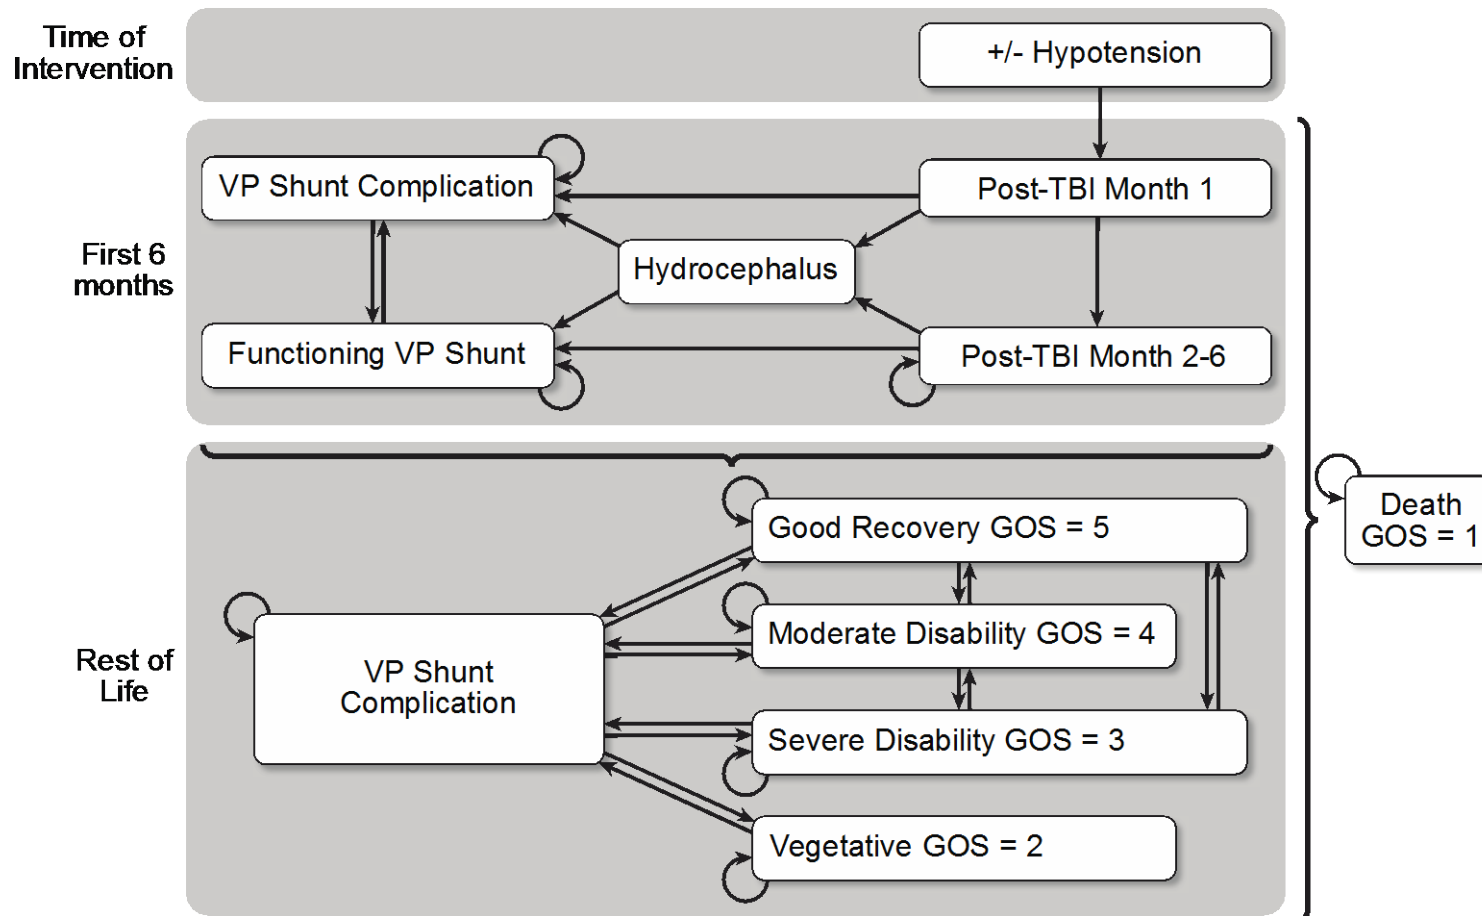 Time of
Intervention
+/- Hypotension
VP Shunt Complication
Post-TBI Month 1
First 6
months
Hydrocephalus
Functioning VP Shunt
Post-TBI Month 2-6
Good Recovery GOS = 5
Death
GOS = 1
Moderate Disability GOS = 4
Rest of
Life
VP Shunt
Complication
Severe Disability GOS = 3
Vegetative GOS = 2